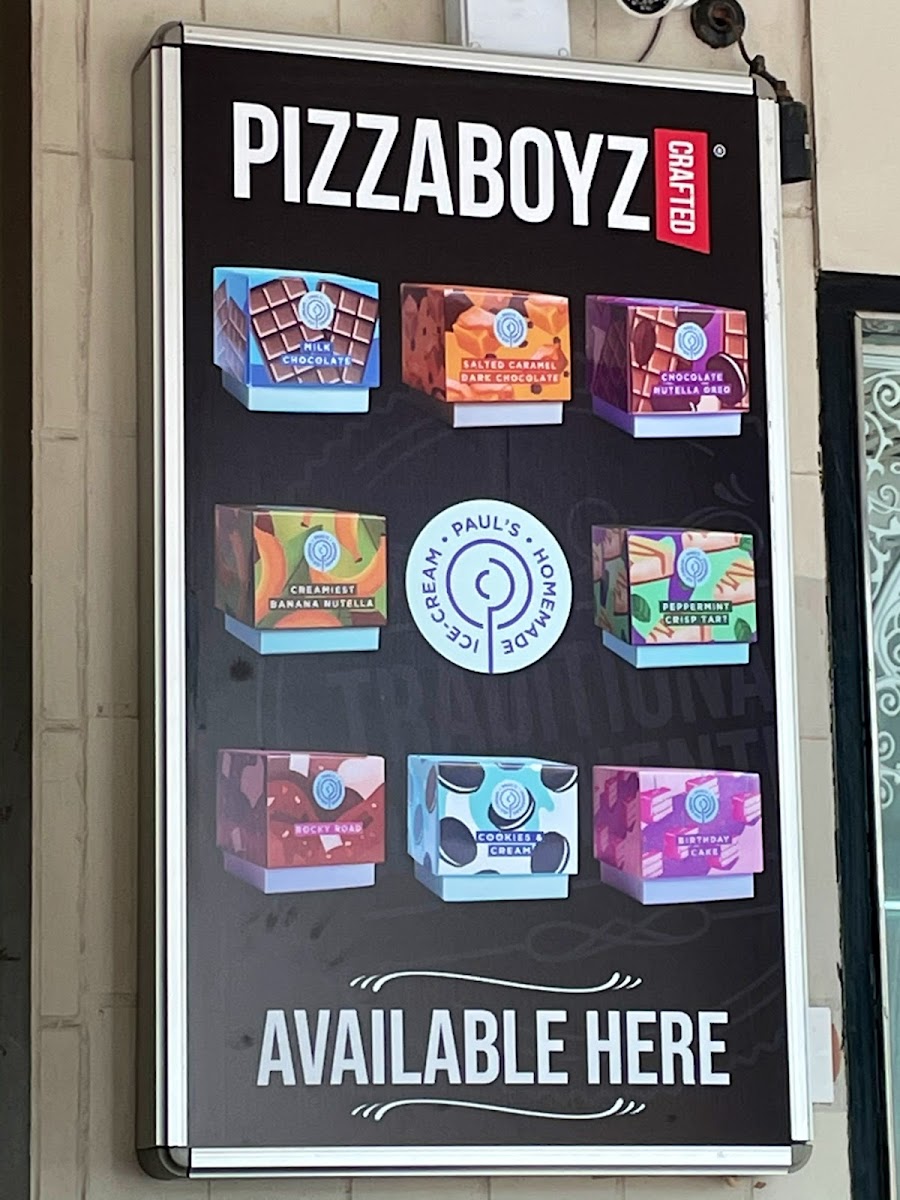 PIZZABOYZ
CRAFTED
®
MILK
CHOCOLATE
SALTED CARAMEL
DARK CHOCOLATE
CHOCOLATE
NUTELLA OREO
CREAMIEST
BANANA NUTELLA
ICE-CREAM • PAUL'S • HOMEMADE
PEPPERMINT
CRISP TART
TRADITIONA
ROCKY ROAD
COOKIES &
CREAM
BIRTHDAY
CAKE
AVAILABLE HERE